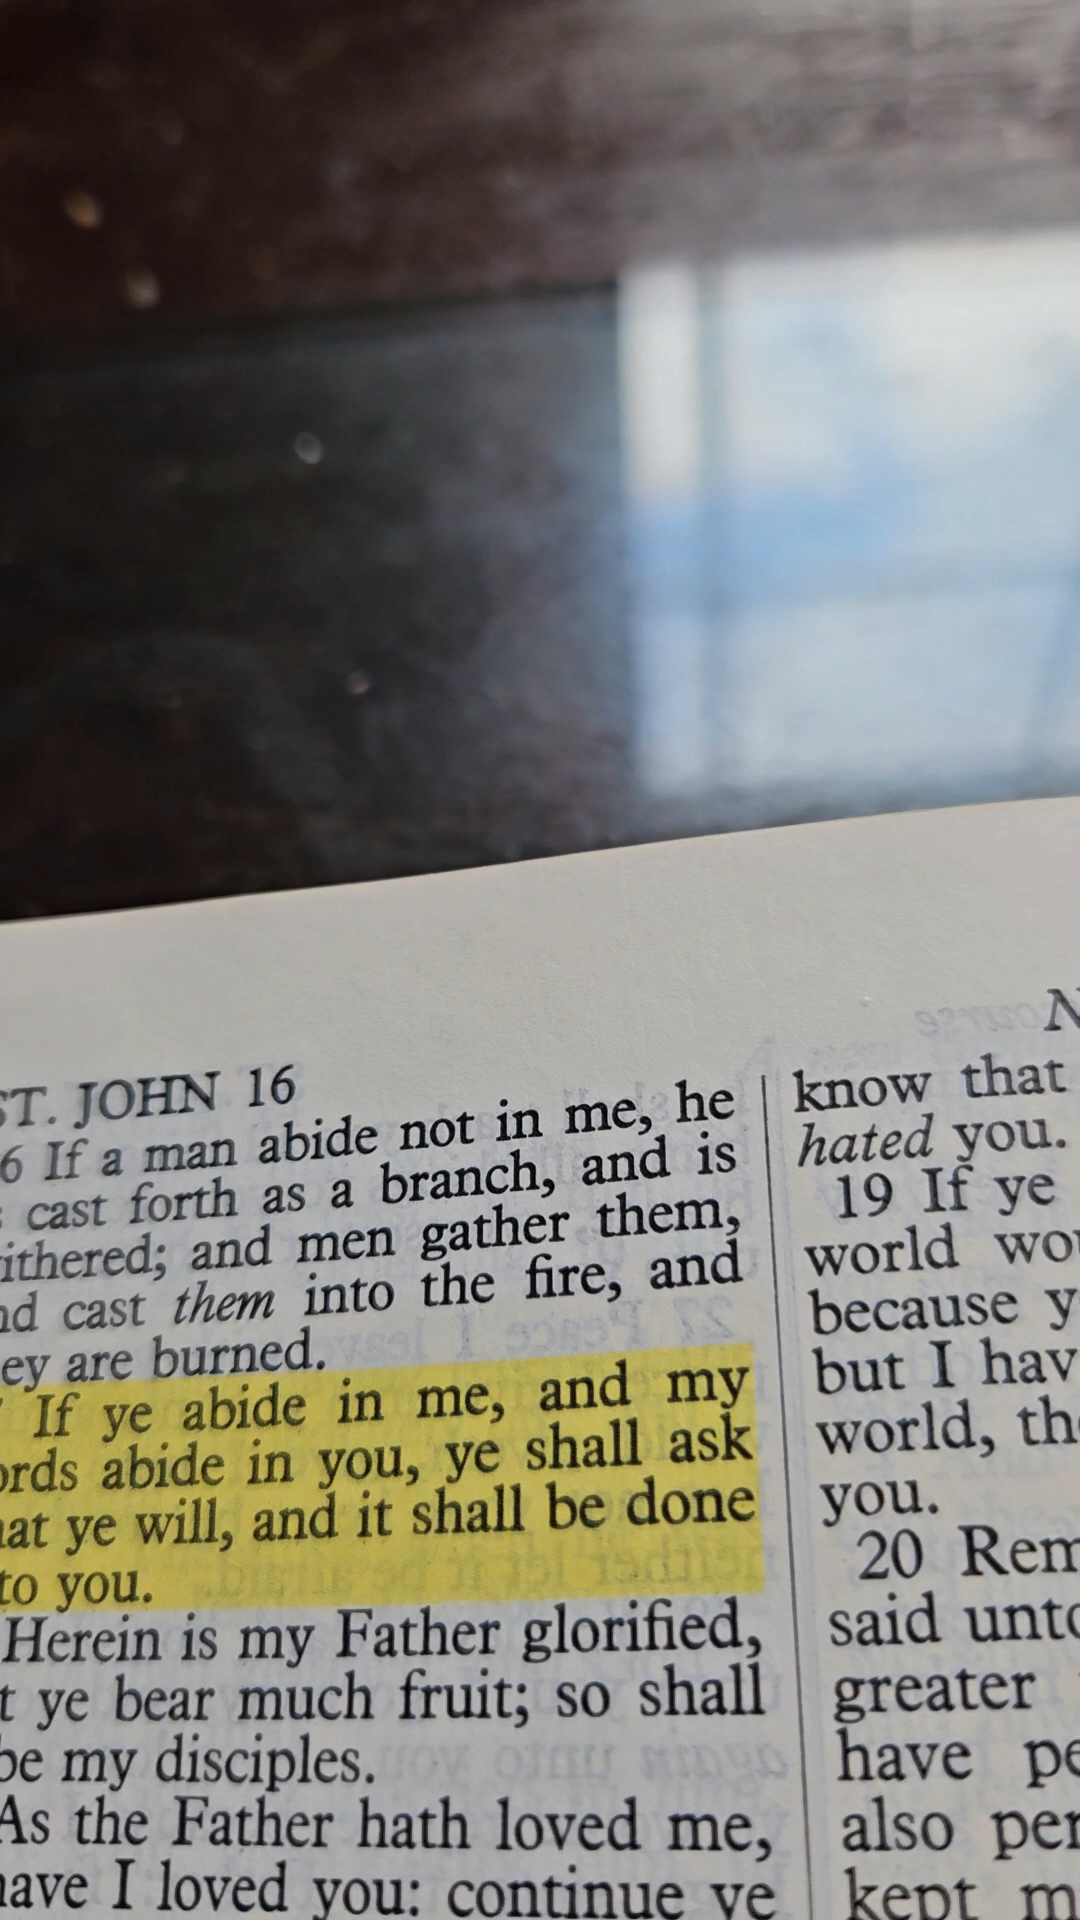 ST. JOHN 16
6 If a man abide not in me, he
cast forth as a branch, and is
ithered; and men gather them,
nd cast them into the fire, and
ey are burned.
If ye abide in me, and my
ords abide in you, ye shall ask
hat ye will, and it shall be done
to you.
Herein is my Father glorified,
t ye bear much fruit; so shall
be my disciples.
As the Father hath loved me,
have I loved you: continue ye
N
know that
hated you.
19 If ye
world wou
because y
but I hav
world, the
you.
20 Rem
said unto
greater
have pe
also per
kept m